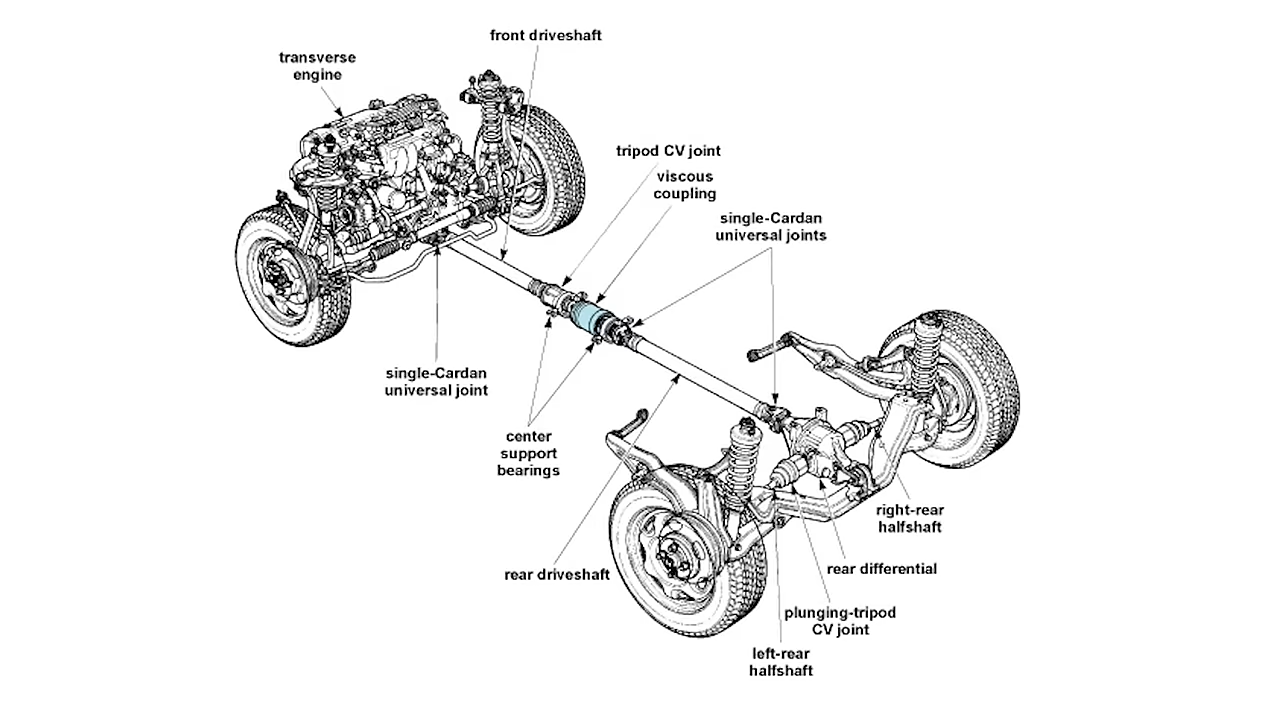 front driveshaft
transverse
engine
tripod CV joint
viscous
coupling
single-Cardan
universal joints
single-Cardan
universal joint
center
support
bearings
right-rear
halfshaft
rear driveshaft
rear differential
plunging-tripod
CV joint
left-rear
halfshaft